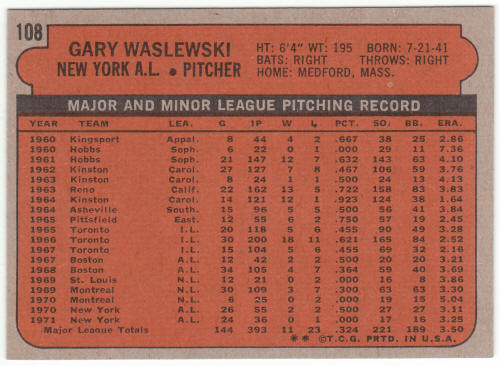 108
GARY WASLEWSKI
NEW YORK A.L. • PITCHER
HT: 6'4" WT: 195 BORN: 7-21-41
BATS: RIGHT THROWS: RIGHT
HOME: MEDFORD, MASS.
MAJOR AND MINOR LEAGUE PITCHING RECORD
YEAR TEAM LEA. G IP W L PCT. SO. BB. ERA.
1960 Kingsport Appal. 8 44 4 2 .667 38 25 2.86
1960 Hobbs Soph. 6 22 0 1 .000 29 11 7.36
1961 Hobbs Soph. 21 147 12 7 .632 143 63 4.10
1962 Kinston Carol. 27 127 7 8 .467 106 59 3.76
1963 Kinston Carol. 8 24 1 1 .500 24 13 4.13
1963 Reno Calif. 22 162 13 5 .722 158 83 3.83
1964 Kinston Carol. 14 121 12 1 .923 124 38 1.64
1964 Asheville South. 15 96 5 5 .500 56 41 3.84
1965 Pittsfield East. 12 55 6 2 .750 57 19 2.45
1965 Toronto I.L. 20 118 5 6 .455 90 49 3.28
1966 Toronto I.L. 30 200 18 11 .621 165 84 2.52
1967 Toronto I.L. 15 104 5 6 .455 69 32 2.16
1967 Boston A.L. 12 42 2 2 .500 20 20 3.21
1968 Boston A.L. 34 105 4 7 .364 59 40 3.69
1969 St. Louis N.L. 12 21 0 2 .000 16 8 3.86
1969 Montreal N.L. 30 109 3 7 .300 63 63 3.30
1970 Montreal N.L. 6 25 0 2 .000 19 15 5.04
1970 New York A.L. 26 55 2 2 .500 27 27 3.11
1971 New York A.L. 24 36 0 1 .000 17 16 3.25
Major League Totals 144 393 11 23 .324 221 189 3.50
** ©T.C.G. PRTD. IN U.S.A.